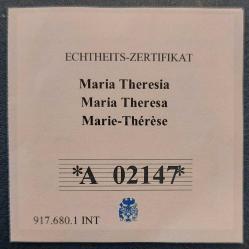 ECHTHEITS-ZERTIFIKAT
Maria Theresia
Maria Theresa
Marie-Thérèse
*A 02147*
917.680.1 INT